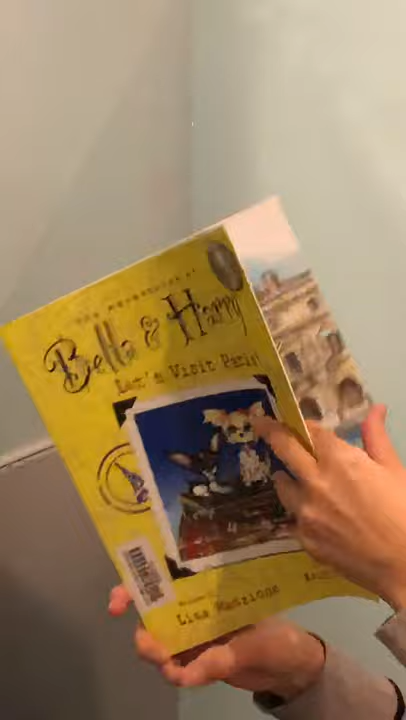 The Adventures of
Bella & Harry
Let's Visit Paris!
Lisa Manzione